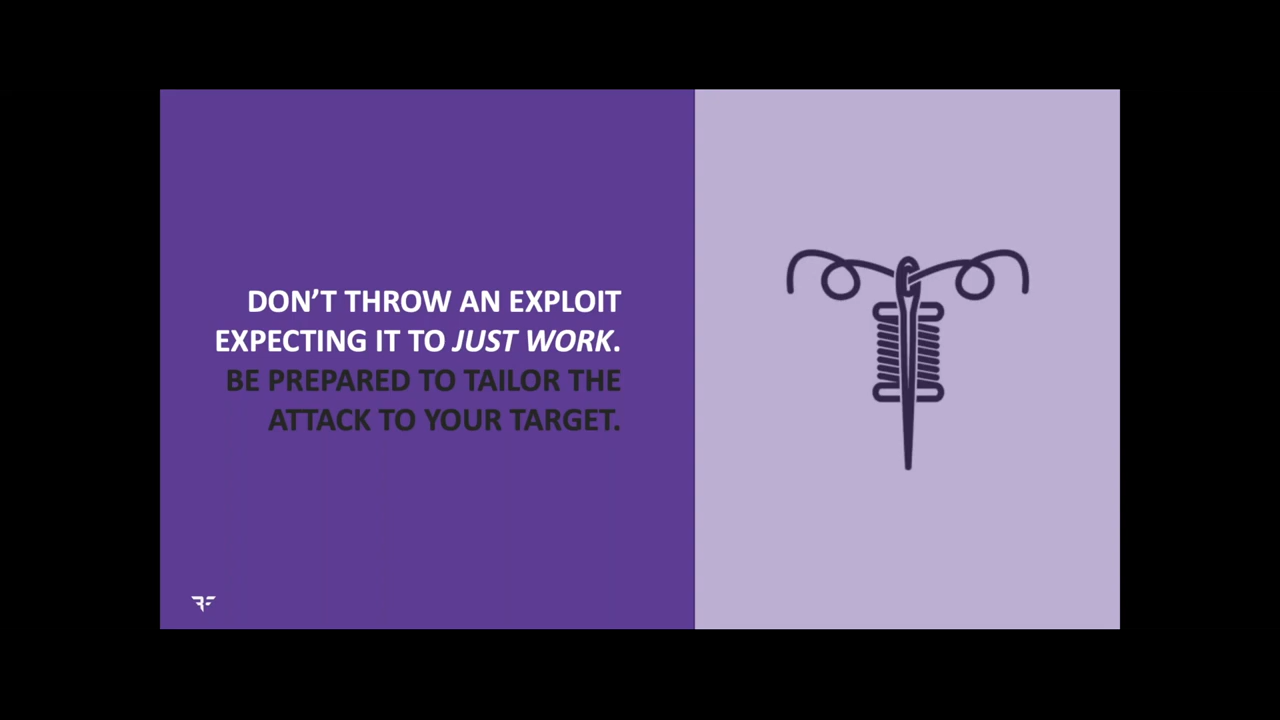 DON’T THROW AN EXPLOIT
EXPECTING IT TO JUST WORK.
BE PREPARED TO TAILOR THE
ATTACK TO YOUR TARGET.